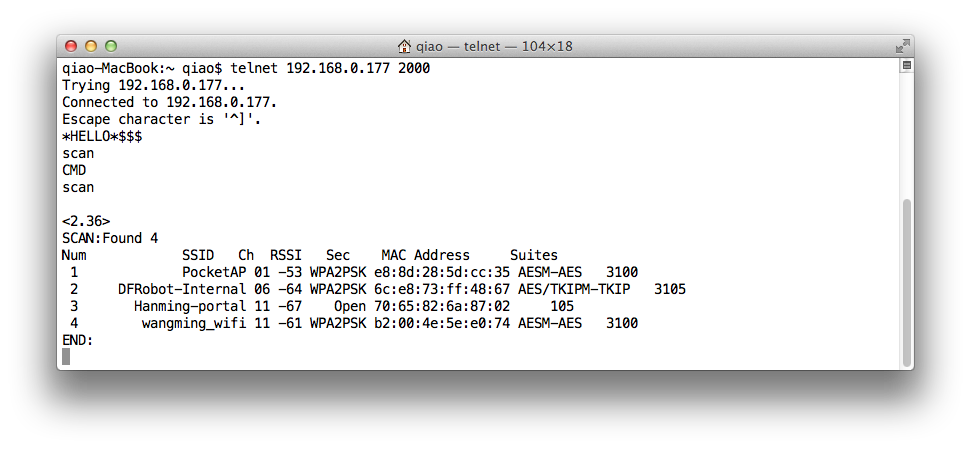 qiao — telnet — 104×18
qiao-MacBook:~ qiao$ telnet 192.168.0.177 2000
Trying 192.168.0.177...
Connected to 192.168.0.177.
Escape character is '^]'.
*HELLO*$$$
scan
CMD
scan

<2.36>
SCAN:Found 4
Num            SSID   Ch  RSSI   Sec    MAC Address     Suites
 1             PocketAP 01 -53 WPA2PSK e8:8d:28:5d:cc:35 AESM-AES   3100
 2     DFRobot-Internal 06 -64 WPA2PSK 6c:e8:73:ff:48:67 AES/TKIPM-TKIP   3105
 3       Hanming-portal 11 -67    Open 70:65:82:6a:87:02     105
 4        wangming_wifi 11 -61 WPA2PSK b2:00:4e:5e:e0:74 AESM-AES   3100
END: